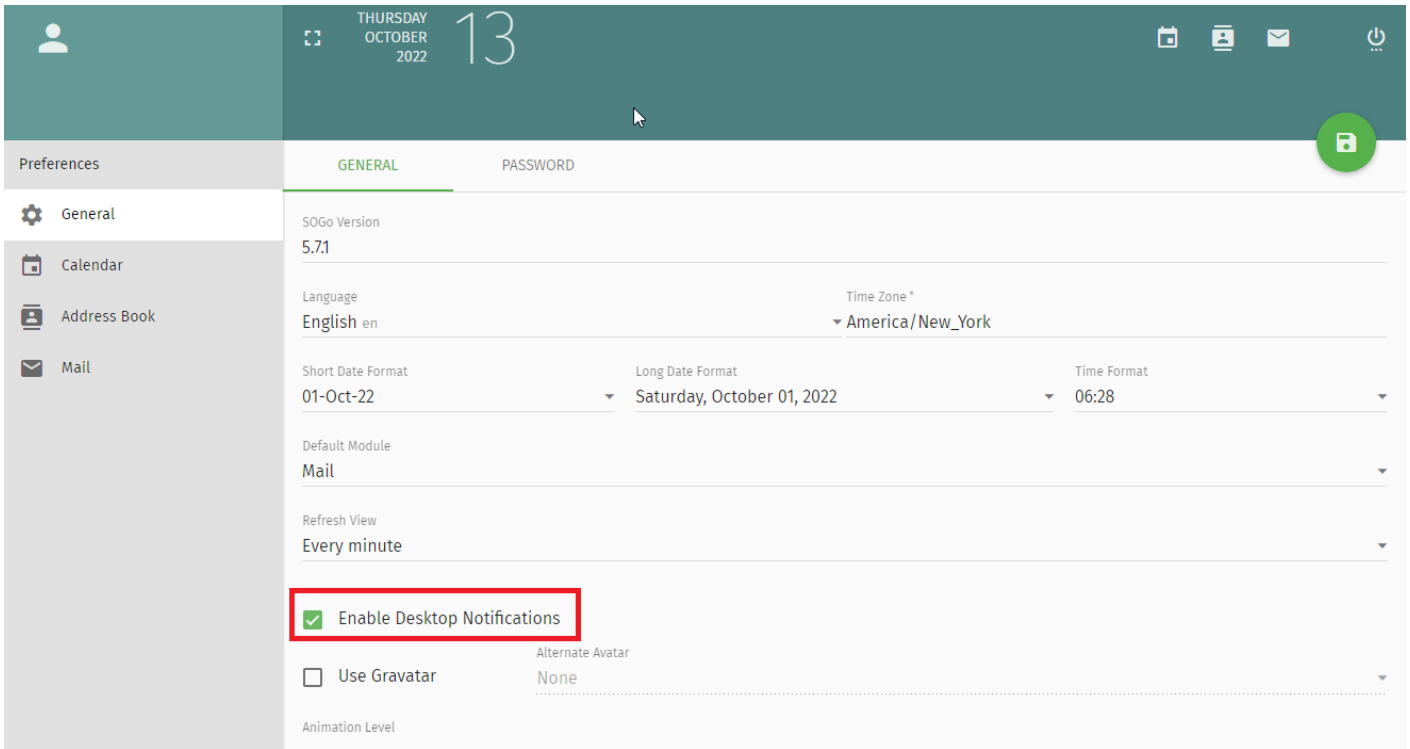 THURSDAY
OCTOBER
2022
13
Preferences
GENERAL PASSWORD
General
Calendar
Address Book
Mail
SOGo Version
5.7.1
Language Time Zone *
English en America/New_York
Short Date Format Long Date Format Time Format
01-Oct-22 Saturday, October 01, 2022 06:28
Default Module
Mail
Refresh View
Every minute
Enable Desktop Notifications
Alternate Avatar
Use Gravatar None
Animation Level